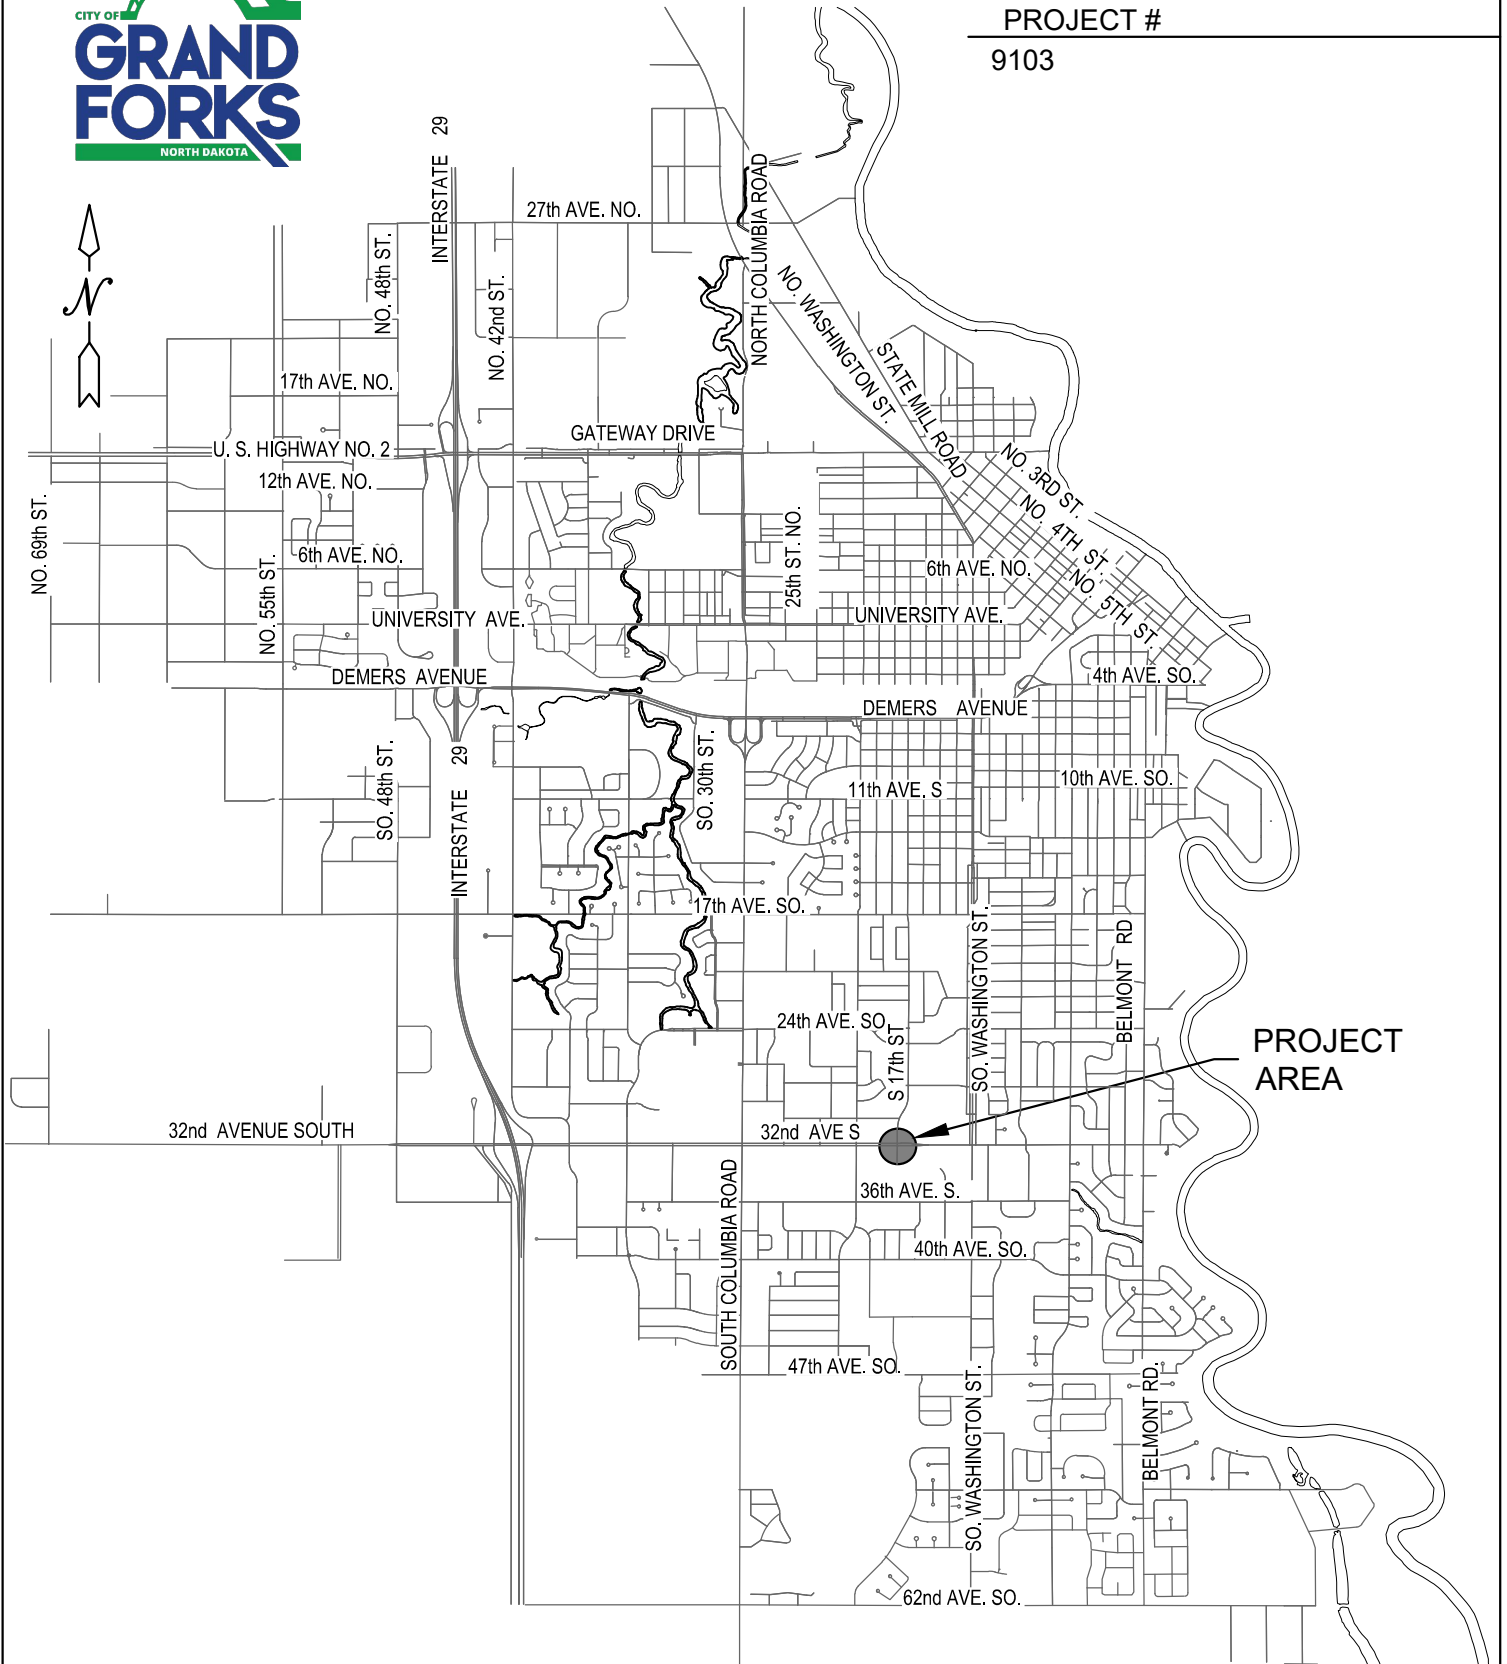 CITY OF
GRAND
FORKS
NORTH DAKOTA
PROJECT #
9103
INTERSTATE 29
27th AVE. NO.
NORTH COLUMBIA ROAD
NO. 48th ST.
NO. 42nd ST.
N
NO. WASHINGTON ST.
STATE MILL ROAD
17th AVE. NO.
GATEWAY DRIVE
U. S. HIGHWAY NO. 2
12th AVE. NO.
NO. 3RD ST.
NO. 4TH ST.
NO. 5TH ST.
NO. 69th ST.
6th AVE. NO.
25th ST. NO.
6th AVE. NO.
NO. 55th ST.
UNIVERSITY AVE.
UNIVERSITY AVE.
DEMERS AVENUE
4th AVE. SO.
DEMERS AVENUE
SO. 48th ST.
INTERSTATE 29
SO. 30th ST.
11th AVE. S
10th AVE. SO.
17th AVE. SO.
SO. WASHINGTON ST.
BELMONT RD
24th AVE. SO
S 17th ST
PROJECT
AREA
32nd AVENUE SOUTH
32nd AVE S
36th AVE. S.
SOUTH COLUMBIA ROAD
40th AVE. SO.
47th AVE. SO.
SO. WASHINGTON ST.
BELMONT RD.
62nd AVE. SO.